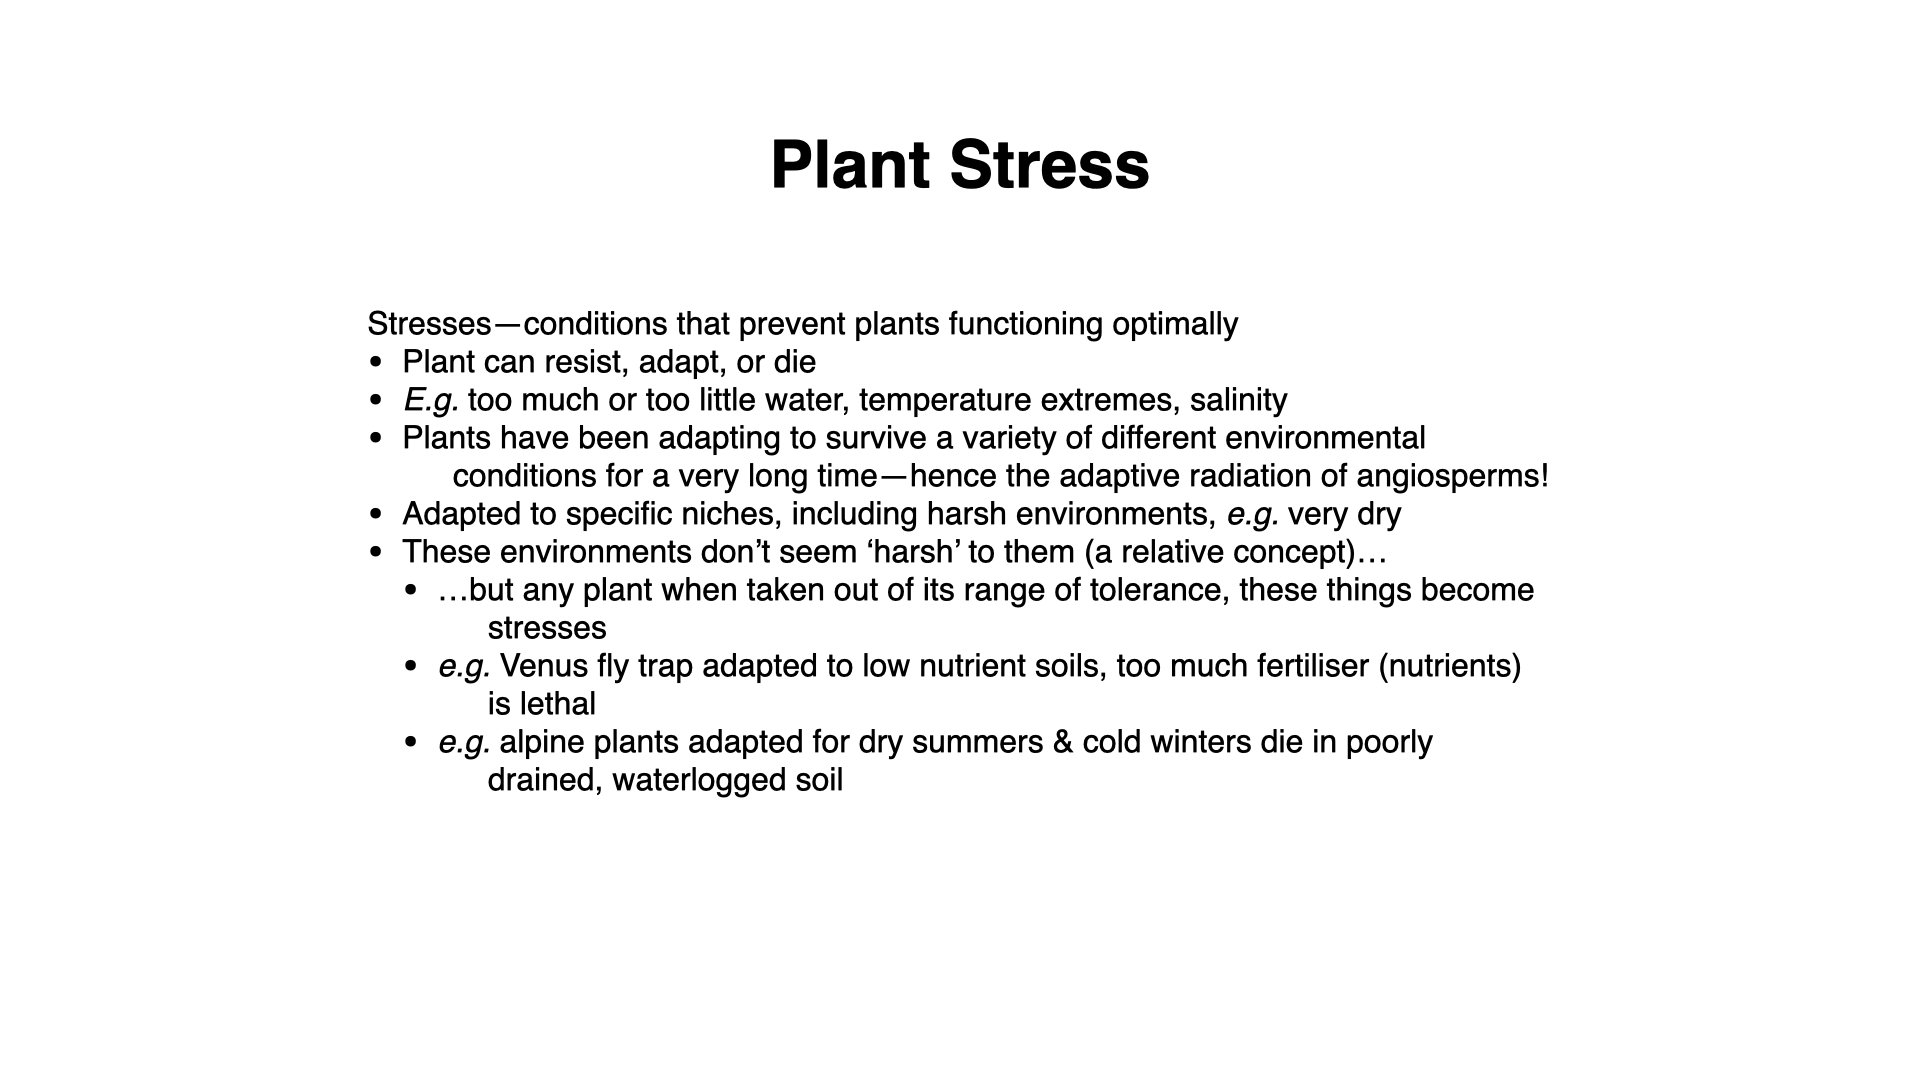 Plant Stress
Stresses—conditions that prevent plants functioning optimally
• Plant can resist, adapt, or die
• E.g. too much or too little water, temperature extremes, salinity
• Plants have been adapting to survive a variety of different environmental
conditions for a very long time—hence the adaptive radiation of angiosperms!
• Adapted to specific niches, including harsh environments, e.g. very dry
• These environments don’t seem ‘harsh’ to them (a relative concept)…
• …but any plant when taken out of its range of tolerance, these things become
stresses
• e.g. Venus fly trap adapted to low nutrient soils, too much fertiliser (nutrients)
is lethal
• e.g. alpine plants adapted for dry summers & cold winters die in poorly
drained, waterlogged soil